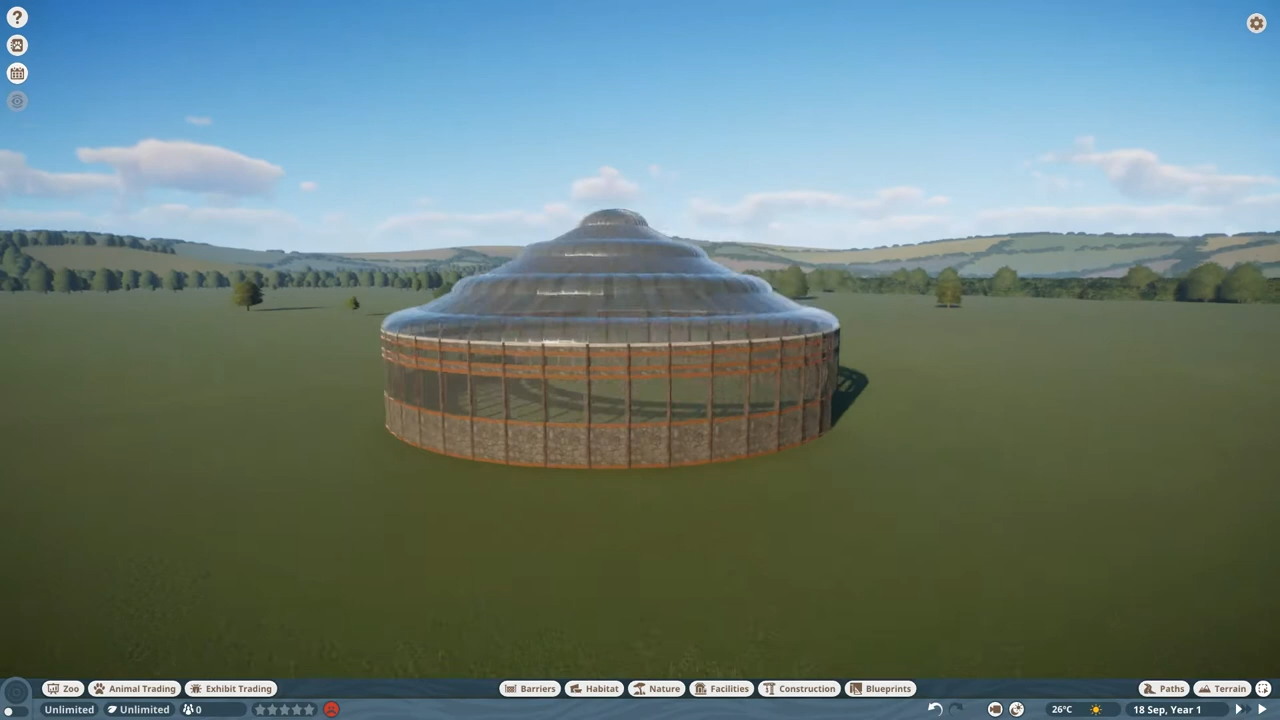 ?
Zoo Animal Trading Exhibit Trading Barriers Habitat Nature Facilities Construction Blueprints Paths Terrain
Unlimited Unlimited 0 26°C 18 Sep, Year 1